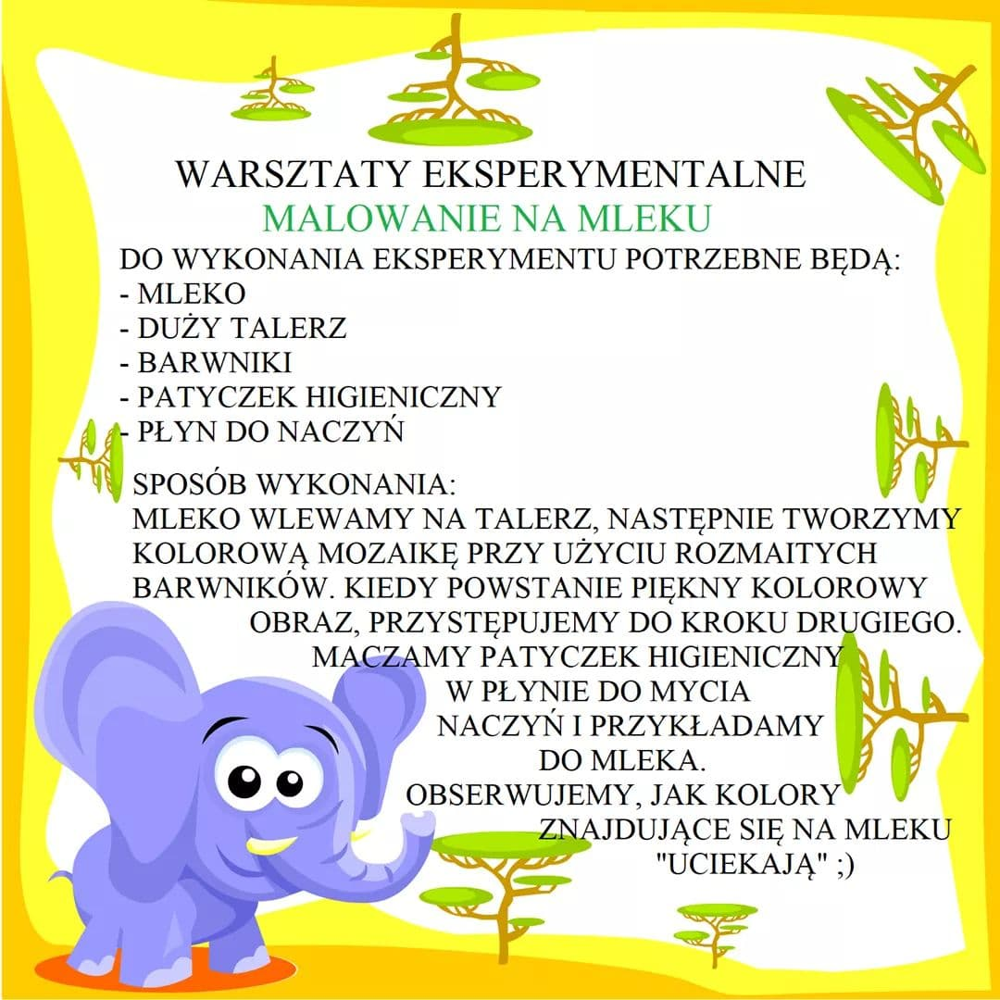 WARSZTATY EKSPERYMENTALNE
MALOWANIE NA MLEKU
DO WYKONANIA EKSPERYMENTU POTRZEBNE BĘDĄ:
- MLEKO
- DUŻY TALERZ
- BARWNIKI
- PATYCZEK HIGIENICZNY
- PŁYN DO NACZYŃ
SPOSÓB WYKONANIA:
MLEKO WLEWAMY NA TALERZ, NASTĘPNIE TWORZYMY
KOLOROWĄ MOZAIKĘ PRZY UŻYCIU ROZMAITYCH
BARWNIKÓW. KIEDY POWSTANIE PIĘKNY KOLOROWY
OBRAZ, PRZYSTĘPUJEMY DO KROKU DRUGIEGO.
MACZAMY PATYCZEK HIGIENICZNY
W PŁYNIE DO MYCIA
NACZYŃ I PRZYKŁADAMY
DO MLEKA.
OBSERWUJEMY, JAK KOLORY
ZNAJDUJĄCE SIĘ NA MLEKU
"UCIEKAJĄ" ;)